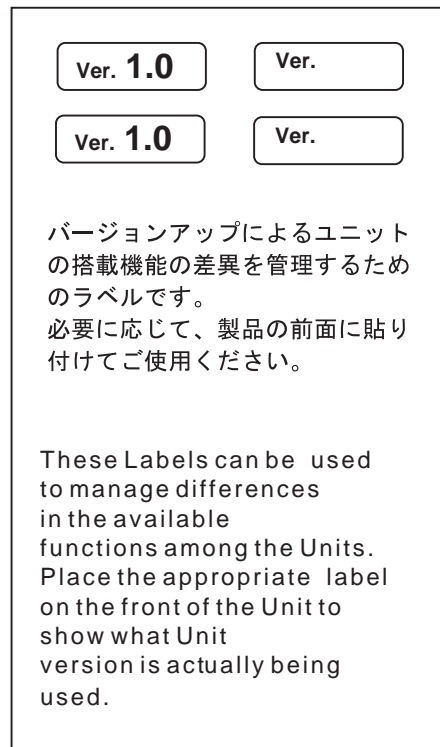 Ver. 1.0 Ver.
Ver. 1.0 Ver.
バージョンアップによるユニット
の搭載機能の差異を管理するため
のラベルです。
必要に応じて、製品の前面に貼り
付けてご使用ください。
These Labels can be used
to manage differences
in the available
functions among the Units.
Place the appropriate label
on the front of the Unit to
show what Unit
version is actually being
used.